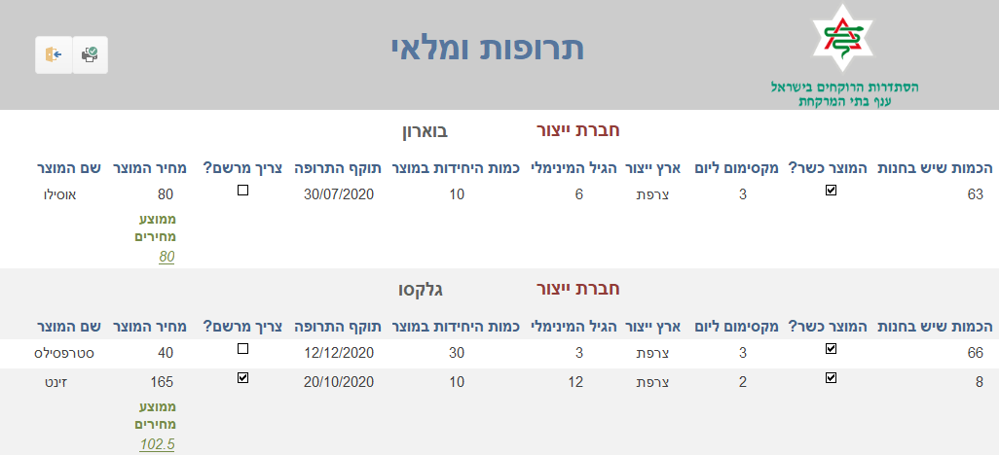 תרופות ומלאי
הסתדרות הרוקחים בישראל
ענף בתי המרקחת
חברת ייצור בוארון
הכמות שיש בחנות המוצר כשר? מקסימום ליום ארץ ייצור הגיל המינימלי כמות היחידות במוצר תוקף התרופה צריך מרשם? מחיר המוצר שם המוצר
63 3 צרפת 6 10 30/07/2020 80 אוסילו
ממוצע
מחירים
80
חברת ייצור גלקסו
הכמות שיש בחנות המוצר כשר? מקסימום ליום ארץ ייצור הגיל המינימלי כמות היחידות במוצר תוקף התרופה צריך מרשם? מחיר המוצר שם המוצר
66 3 צרפת 3 30 12/12/2020 40 סטרפסילס
8 2 צרפת 12 10 20/10/2020 165 זינט
ממוצע
מחירים
102.5